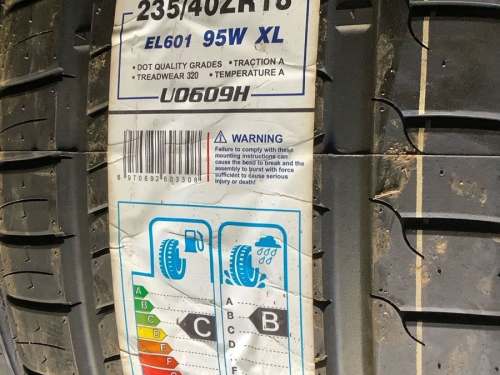 235/40ZR18
EL601 95W XL
• DOT QUALITY GRADES • TRACTION A
• TREADWEAR 320 • TEMPERATURE A
U0609H
WARNING
Failure to comply with these
mounting instructions can
cause the bead to break and the
assembly to burst with force
sufficient to cause serious
injury or death!
A
B
C
E
F
C
A
B
C
D
B